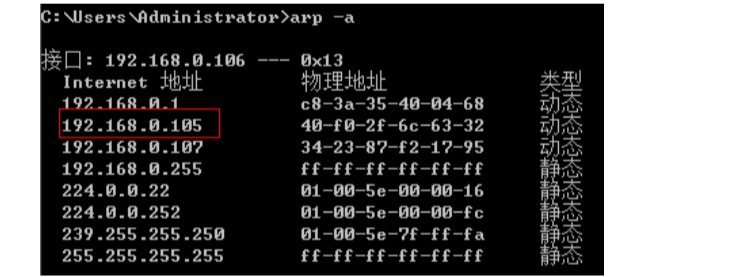 C:\Users\Administrator>arp -a
接口: 192.168.0.106 --- 0x13
Internet 地址 物理地址 类型
192.168.0.1 c8-3a-35-40-04-68 动态
192.168.0.105 40-f0-2f-6c-63-32 动态
192.168.0.107 34-23-87-f2-17-95 动态
192.168.0.255 ff-ff-ff-ff-ff-ff 静态
224.0.0.22 01-00-5e-00-00-16 静态
224.0.0.252 01-00-5e-00-00-fc 静态
239.255.255.250 01-00-5e-7f-ff-fa 静态
255.255.255.255 ff-ff-ff-ff-ff-ff 静态